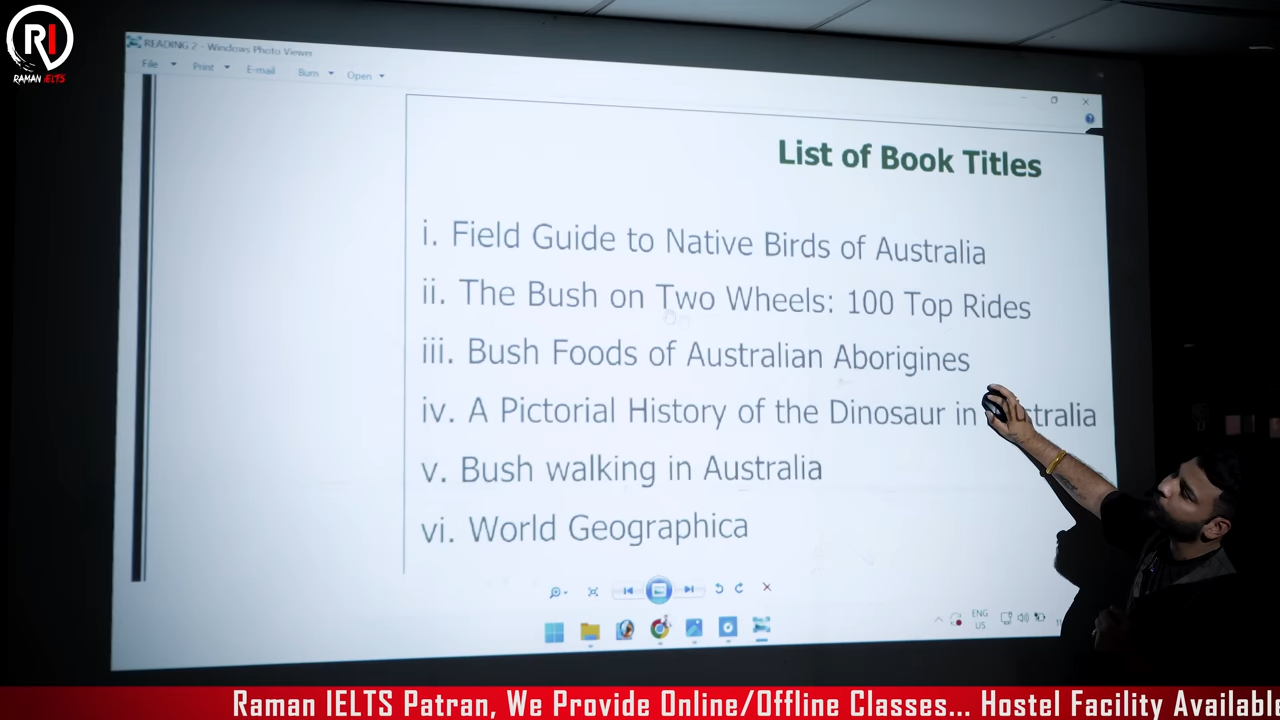 RI
RAMAN IELTS
READING 2 - Windows Photo Viewer
File Print E-mail Burn Open
List of Book Titles
i. Field Guide to Native Birds of Australia
ii. The Bush on Two Wheels: 100 Top Rides
iii. Bush Foods of Australian Aborigines
iv. A Pictorial History of the Dinosaur in Australia
v. Bush walking in Australia
vi. World Geographica
ENG
US
Raman IELTS Patran, We Provide Online/Offline Classes... Hostel Facility Available